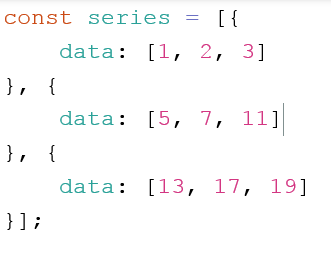 const series = [{
    data: [1, 2, 3]
}, {
    data: [5, 7, 11]
}, {
    data: [13, 17, 19]
}];